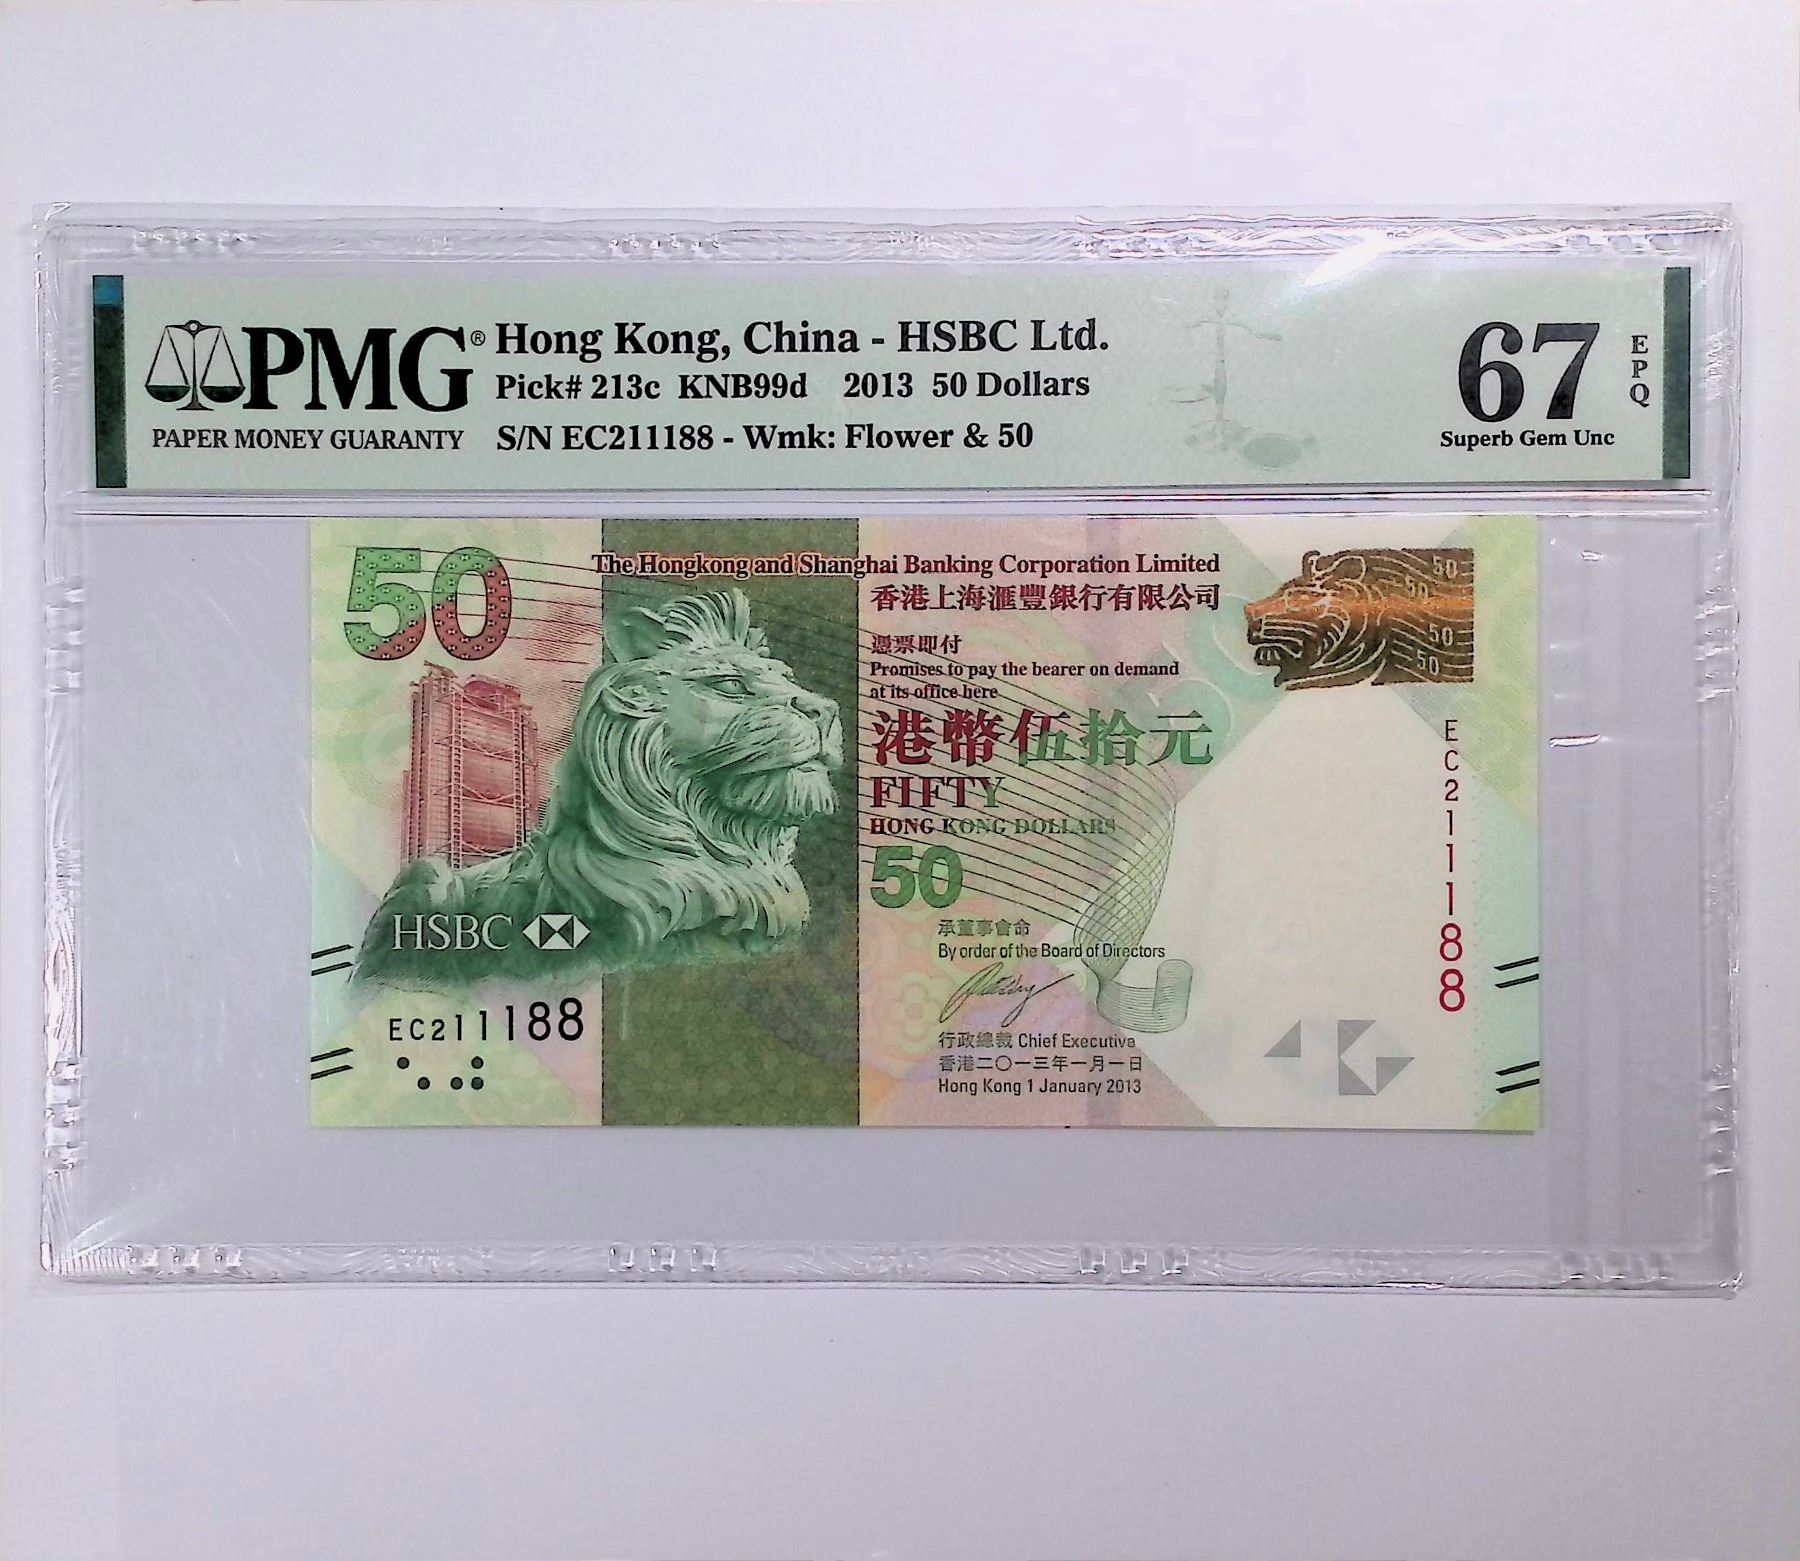 PMG®
PAPER MONEY GUARANTY
Hong Kong, China - HSBC Ltd.
Pick# 213c KNB99d 2013 50 Dollars
S/N EC211188 - Wmk: Flower & 50
67
EPQ
Superb Gem Unc
50
The Hongkong and Shanghai Banking Corporation Limited
香港上海滙豐銀行有限公司
憑票即付
Promises to pay the bearer on demand
at its office here
港幣伍拾元
FIFTY
HONG KONG DOLLARS
50
承董事會命
By order of the Board of Directors
行政總裁 Chief Executive
香港二〇一三年一月一日
Hong Kong 1 January 2013
HSBC
EC211188
50
50
50
50
EC211188